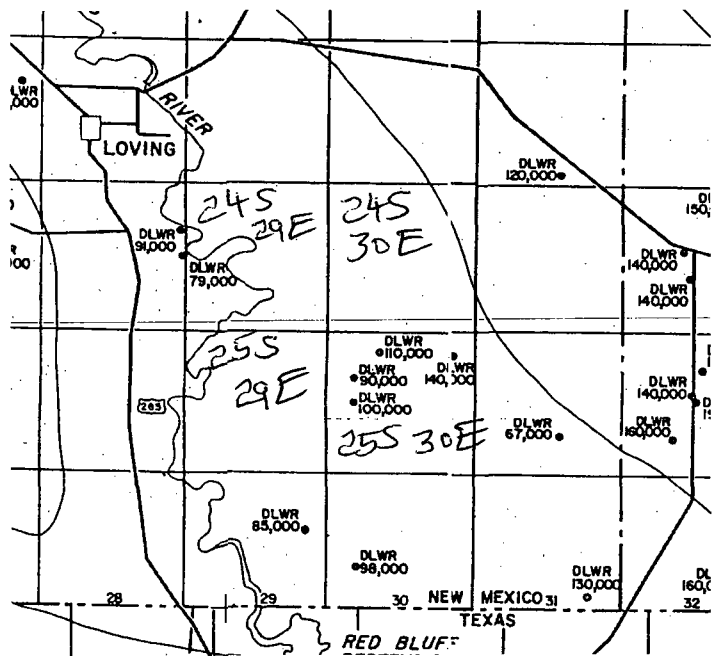 RIVER
LOVING
DLWR
120,000
24S
29E
24S
30E
DLWR
91,000
DLWR
79,000
DLWR
140,000
140,000
25S
29E
DLWR
110,000
DLWR
90,000
DLWR
100,000
DLWR
285
25S 30E
DLWR
67,000
DLWR
140,000
DLWR
160,000
DLWR
85,000
DLWR
98,000
DLWR
130,000
28
29
30
NEW MEXICO
31
32
TEXAS
RED BLUFF